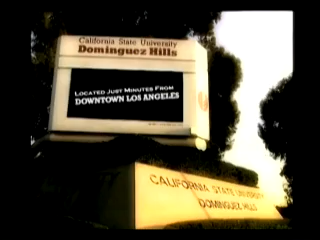 California State University
Dominguez Hills
LOCATED JUST MINUTES FROM
DOWNTOWN LOS ANGELES
CALIFORNIA STATE UNIVERSITY
DOMINGUEZ HILLS